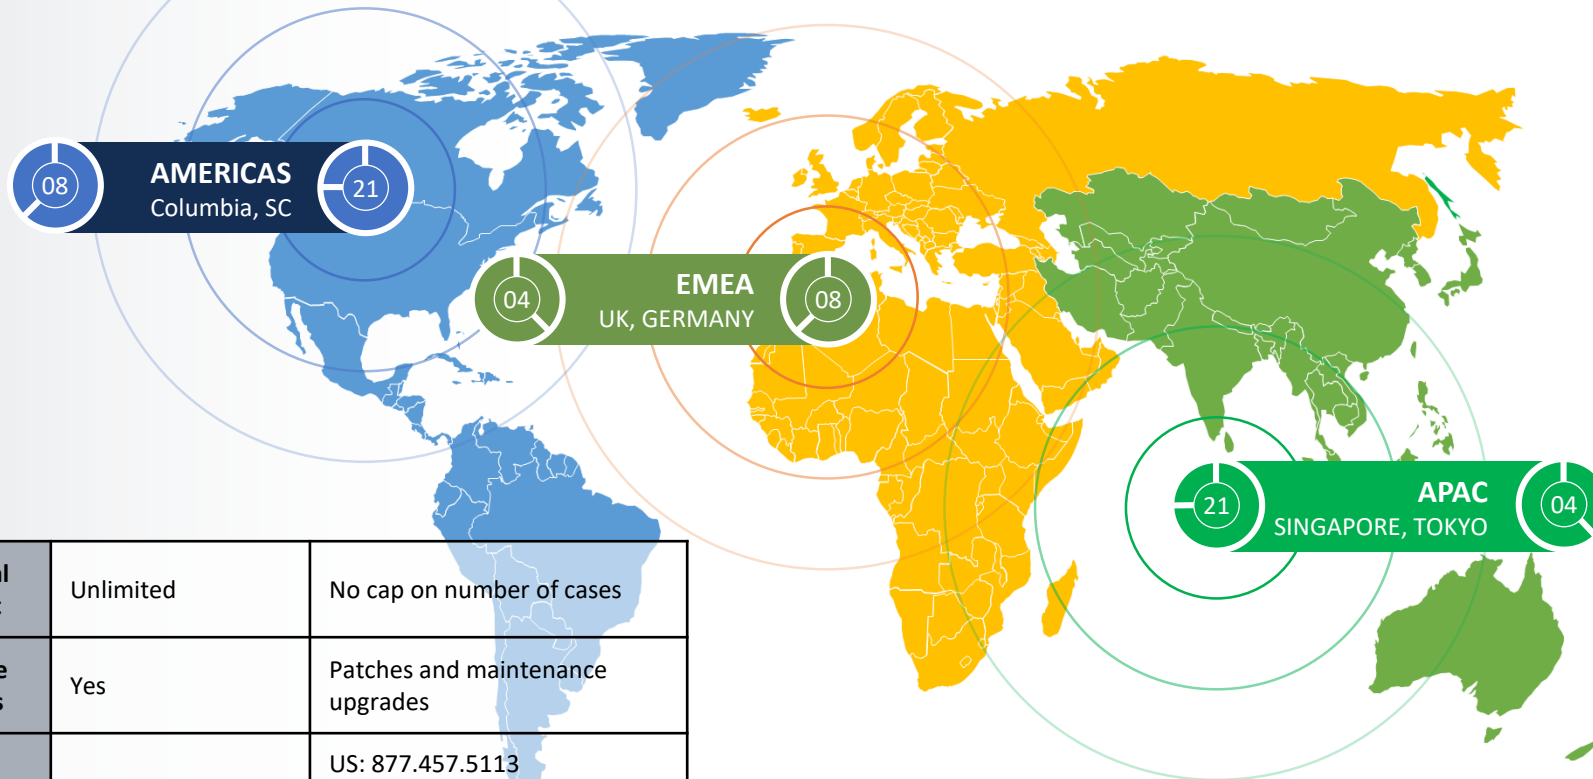 08
AMERICAS
Columbia, SC
21
04
EMEA
UK, GERMANY
08
21
APAC
SINGAPORE, TOKYO
04
Unlimited
No cap on number of cases
Yes
Patches and maintenance
upgrades
US: 877.457.5113